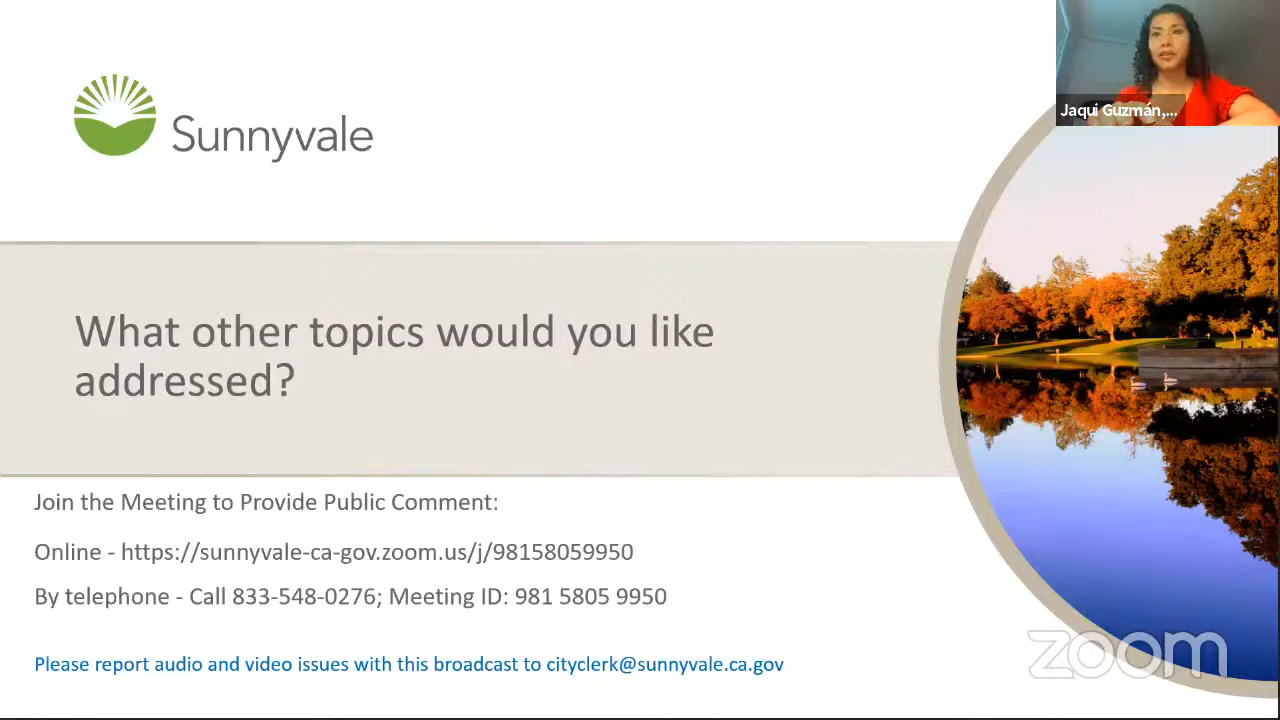 Sunnyvale
Jaqui Guzmán,...
What other topics would you like
addressed?
Join the Meeting to Provide Public Comment:
Online - https://sunnyvale-ca-gov.zoom.us/j/98158059950
By telephone - Call 833-548-0276; Meeting ID: 981 5805 9950
Please report audio and video issues with this broadcast to cityclerk@sunnyvale.ca.gov
zoom